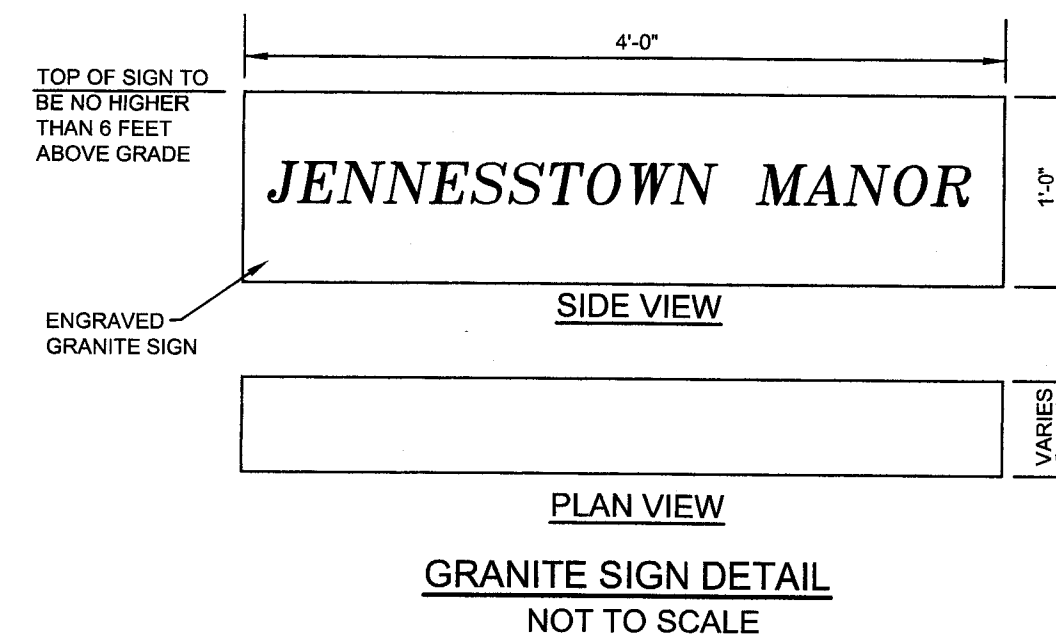 4'-0"
TOP OF SIGN TO
BE NO HIGHER
THAN 6 FEET
ABOVE GRADE
JENNESSTOWN MANOR
1'-0"
ENGRAVED
GRANITE SIGN
SIDE VIEW
VARIES
PLAN VIEW
GRANITE SIGN DETAIL
NOT TO SCALE